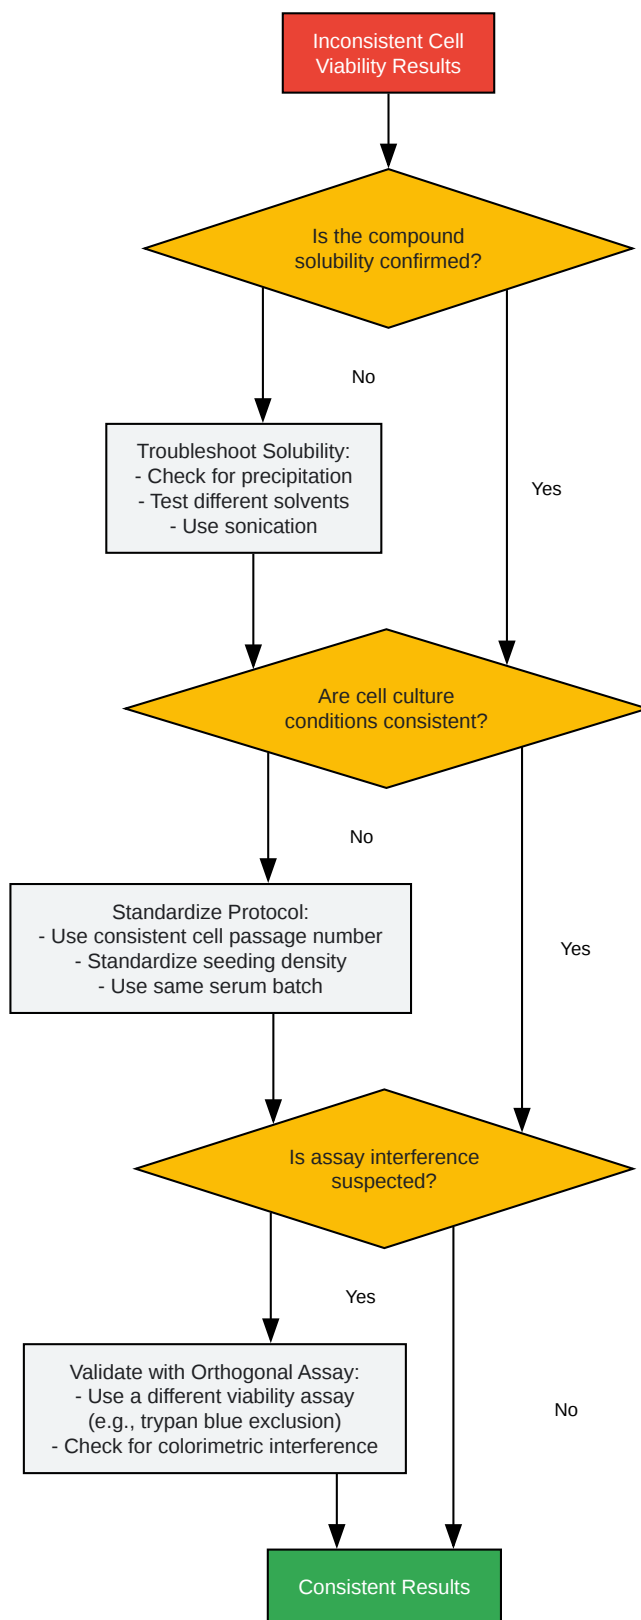 Inconsistent Cell
Viability Results
Is the compound
solubility confirmed?
No
Yes
Troubleshoot Solubility:
- Check for precipitation
- Test different solvents
- Use sonication
Are cell culture
conditions consistent?
No
Yes
Standardize Protocol:
- Use consistent cell passage number
- Standardize seeding density
- Use same serum batch
Is assay interference
suspected?
Yes
No
Validate with Orthogonal Assay:
- Use a different viability assay
(e.g., trypan blue exclusion)
- Check for colorimetric interference
Consistent Results